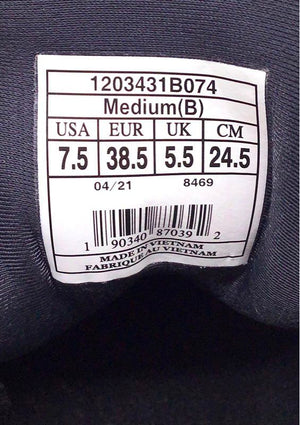 1203431B074
Medium(B)
USA EUR UK CM
7.5 38.5 5.5 24.5
04/21 8469
1 90340 87039 2
MADE IN VIETNAM
FABRIQUE AU VIETNAM